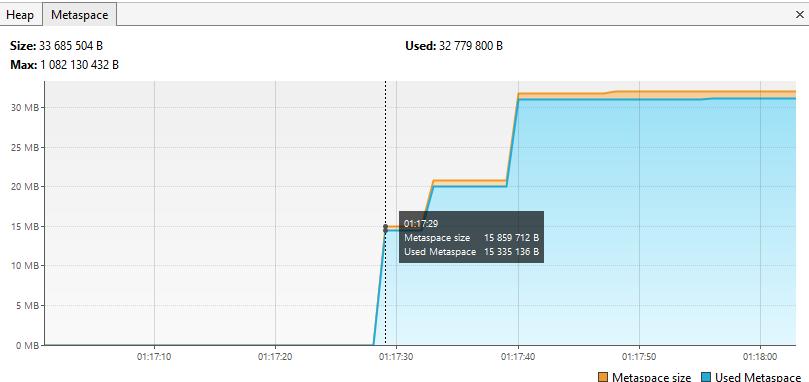 Heap Metaspace ×
Size: 33 685 504 B Used: 32 779 800 B
Max: 1 082 130 432 B
30 MB
25 MB
20 MB
15 MB
10 MB
5 MB
0 MB
01:17:29
Metaspace size 15 859 712 B
Used Metaspace 15 335 136 B
01:17:10 01:17:20 01:17:30 01:17:40 01:17:50 01:18:00
Metaspace size Used Metaspace